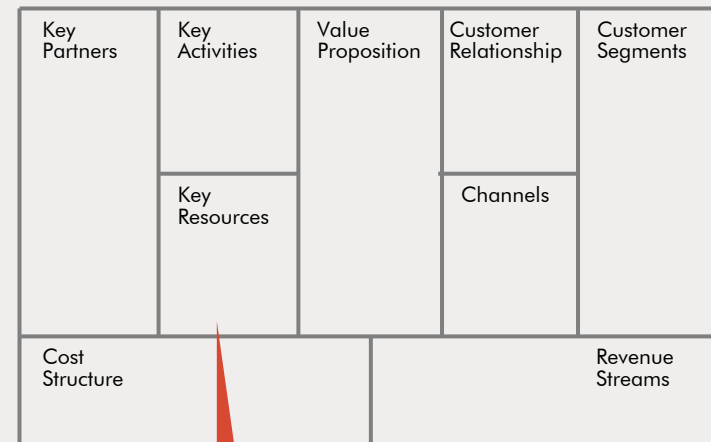 Key
Partners
Key
Activities
Value
Proposition
Customer
Relationship
Customer
Segments
Key
Resources
Channels
Cost
Structure
Revenue
Streams